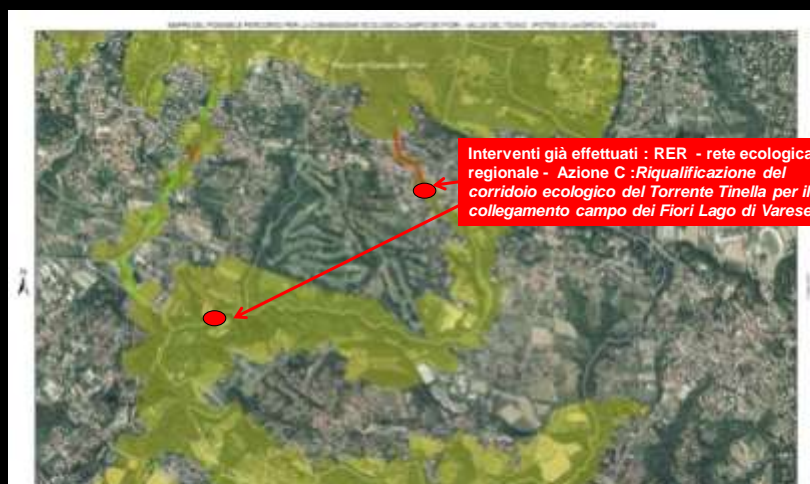 Interventi già effettuati : RER - rete ecologica
regionale - Azione C :Riqualificazione del
corridoio ecologico del Torrente Tinella per il
collegamento campo dei Fiori Lago di Varese